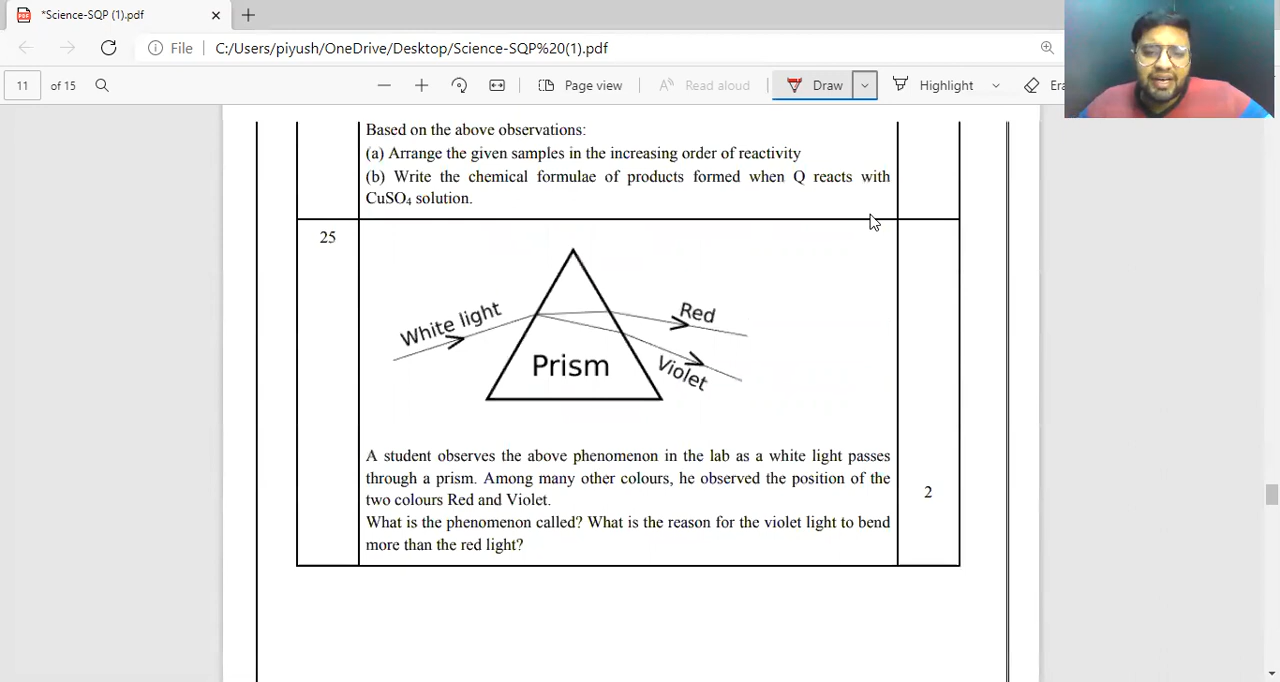 *Science-SQP (1).pdf
File C:/Users/piyush/OneDrive/Desktop/Science-SQP%20(1).pdf
11 of 15 Page view Read aloud Draw Highlight
Based on the above observations:
(a) Arrange the given samples in the increasing order of reactivity
(b) Write the chemical formulae of products formed when Q reacts with
CuSO₄ solution.
25
White light
Red
Prism
Violet
A student observes the above phenomenon in the lab as a white light passes
through a prism. Among many other colours, he observed the position of the
two colours Red and Violet.
2
What is the phenomenon called? What is the reason for the violet light to bend
more than the red light?